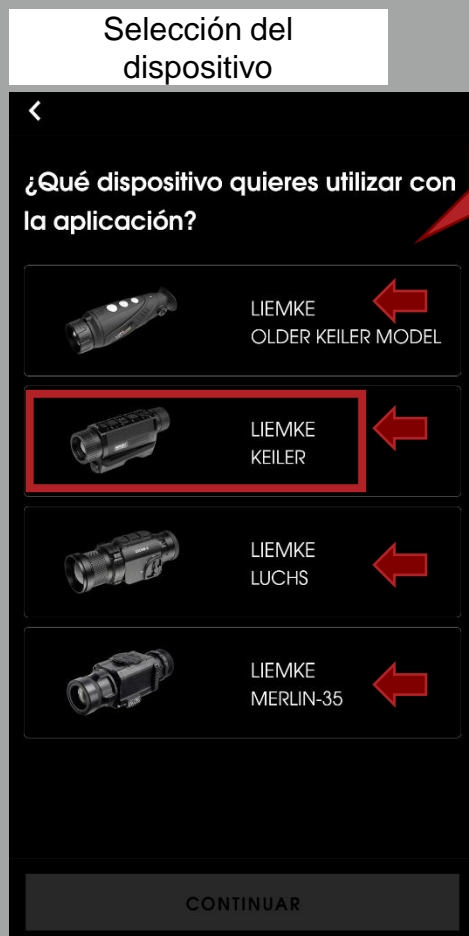 Selección del
dispositivo
¿Qué dispositivo quieres utilizar con
la aplicación?
LIEMKE
OLDER KEILER MODEL
LIEMKE
KEILER
LIEMKE
LUCHS
LIEMKE
MERLIN-35
CONTINUAR